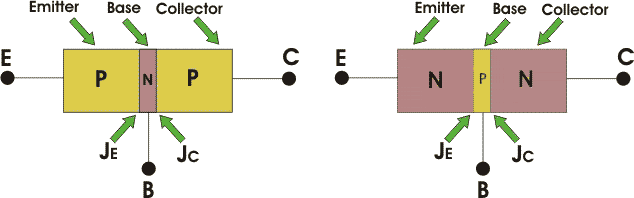 Emitter Base Collector
E P N P C
JE JC
B
Emitter Base Collector
E N P N C
JE JC
B